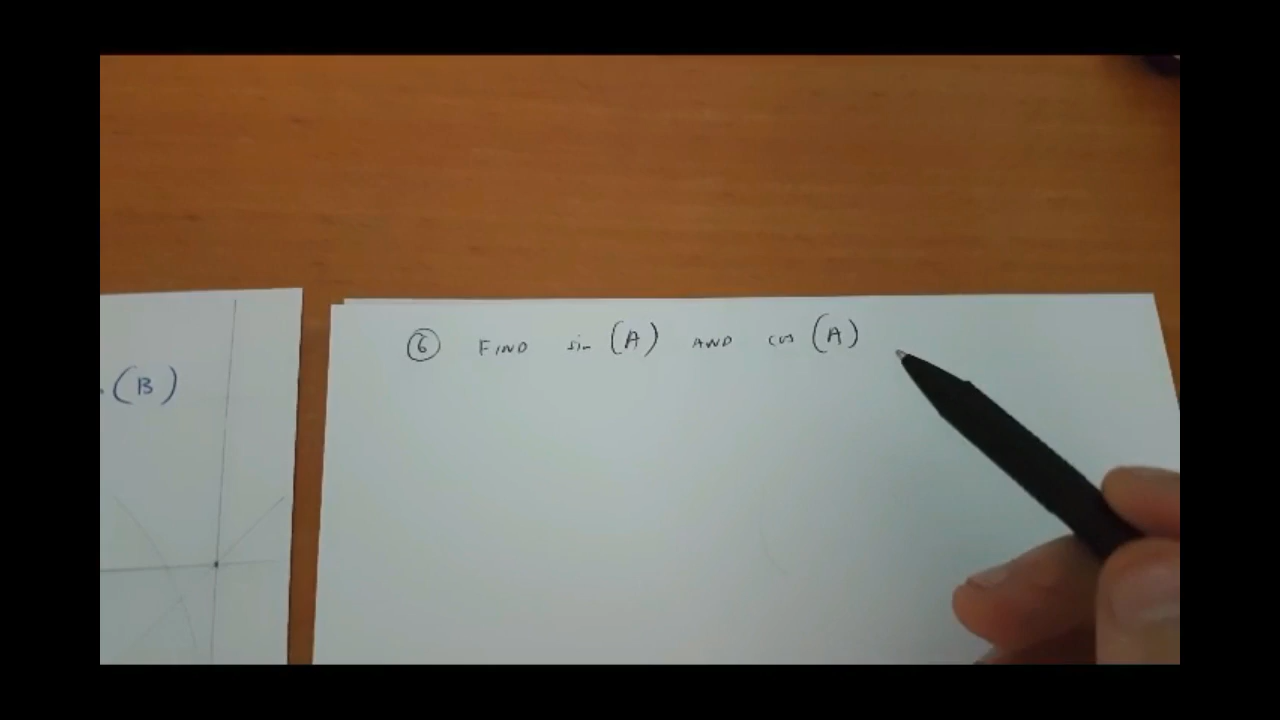 (B)
⑥ FIND sin (A) AND cos (A)